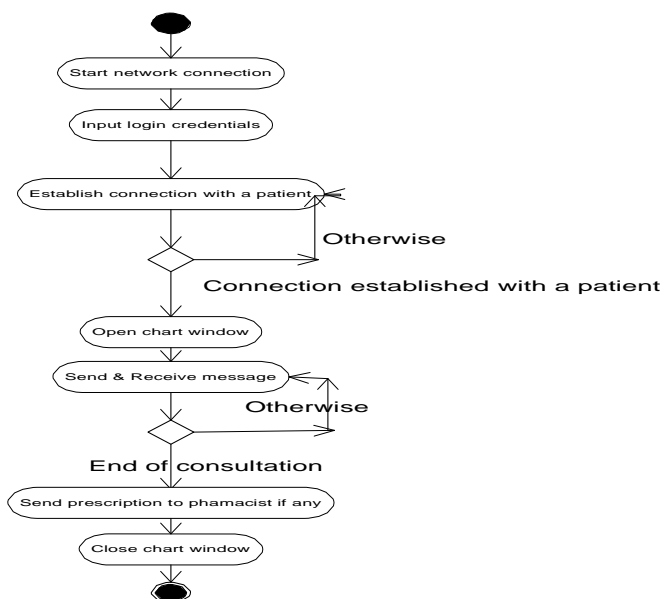 Start network connection
Input login credentials
Establish connection with a patient
Otherwise
Connection established with a patient
Open chart window
Send & Receive message
Otherwise
End of consultation
Send prescription to phamacist if any
Close chart window